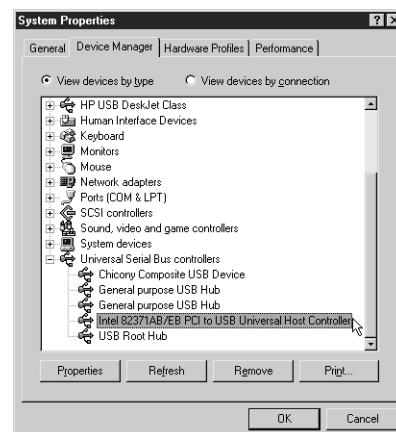 System Properties
General Device Manager Hardware Profiles Performance
View devices by type View devices by connection
HP USB DeskJet Class
Human Interface Devices
Keyboard
Monitors
Mouse
Network adapters
Ports (COM & LPT)
SCSI controllers
Sound, video and game controllers
System devices
Universal Serial Bus controllers
Chicony Composite USB Device
General purpose USB Hub
General purpose USB Hub
Intel 82371AB/EB PCI to USB Universal Host Controller
USB Root Hub
Properties Refresh Remove Print...
OK Cancel